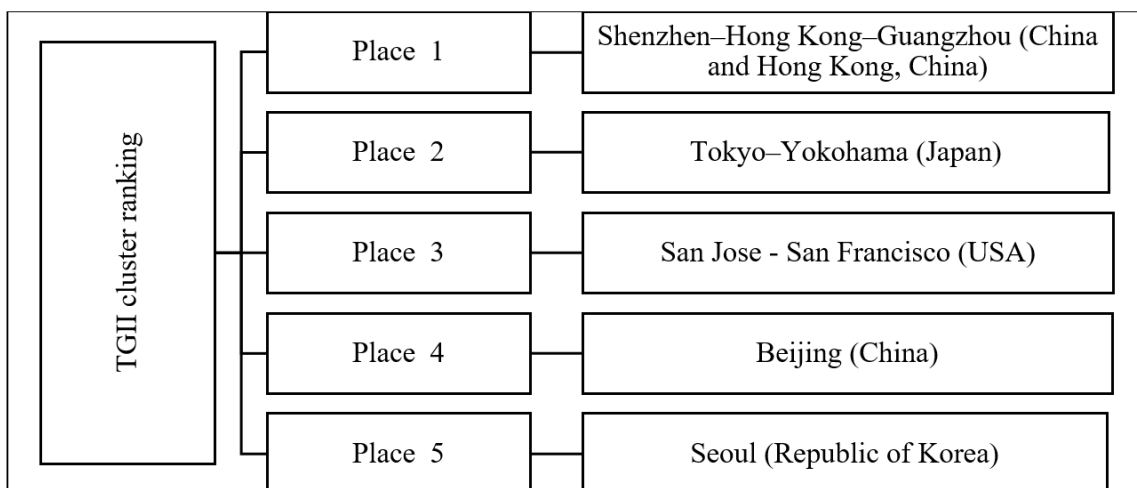 TGII cluster ranking
Place 1
Shenzhen–Hong Kong–Guangzhou (China
and Hong Kong, China)
Place 2
Tokyo–Yokohama (Japan)
Place 3
San Jose - San Francisco (USA)
Place 4
Beijing (China)
Place 5
Seoul (Republic of Korea)